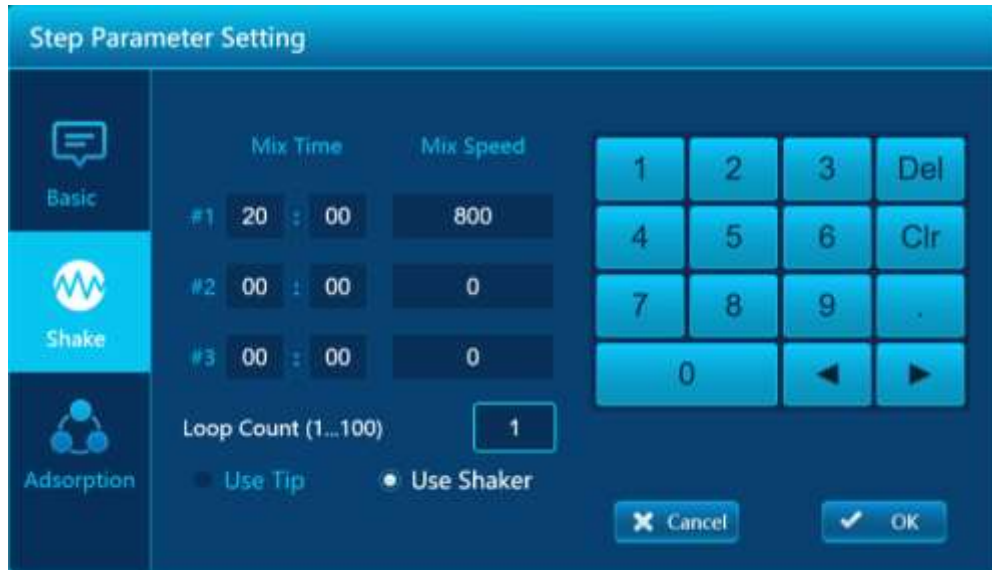 Step Parameter Setting
Basic
Shake
Adsorption
Mix Time Mix Speed
#1 20 : 00 800
#2 00 : 00 0
#3 00 : 00 0
Loop Count (1...100) 1
Use Tip Use Shaker
1 2 3 Del
4 5 6 Clr
7 8 9 .
0
Cancel OK